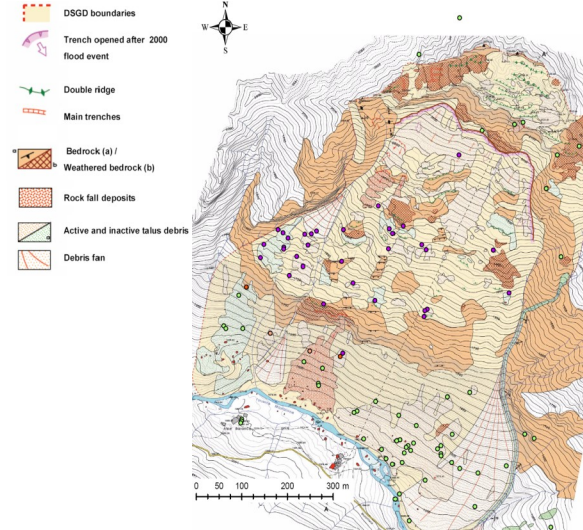 DSGD boundaries
Trench opened after 2000
flood event
Double ridge
Main trenches
a
Bedrock (a) /
b
Weathered bedrock (b)
Rock fall deposits
Active and inactive talus debris
a
Debris fan
N
W
E
S
A'
0 50 100 200 300 m
A